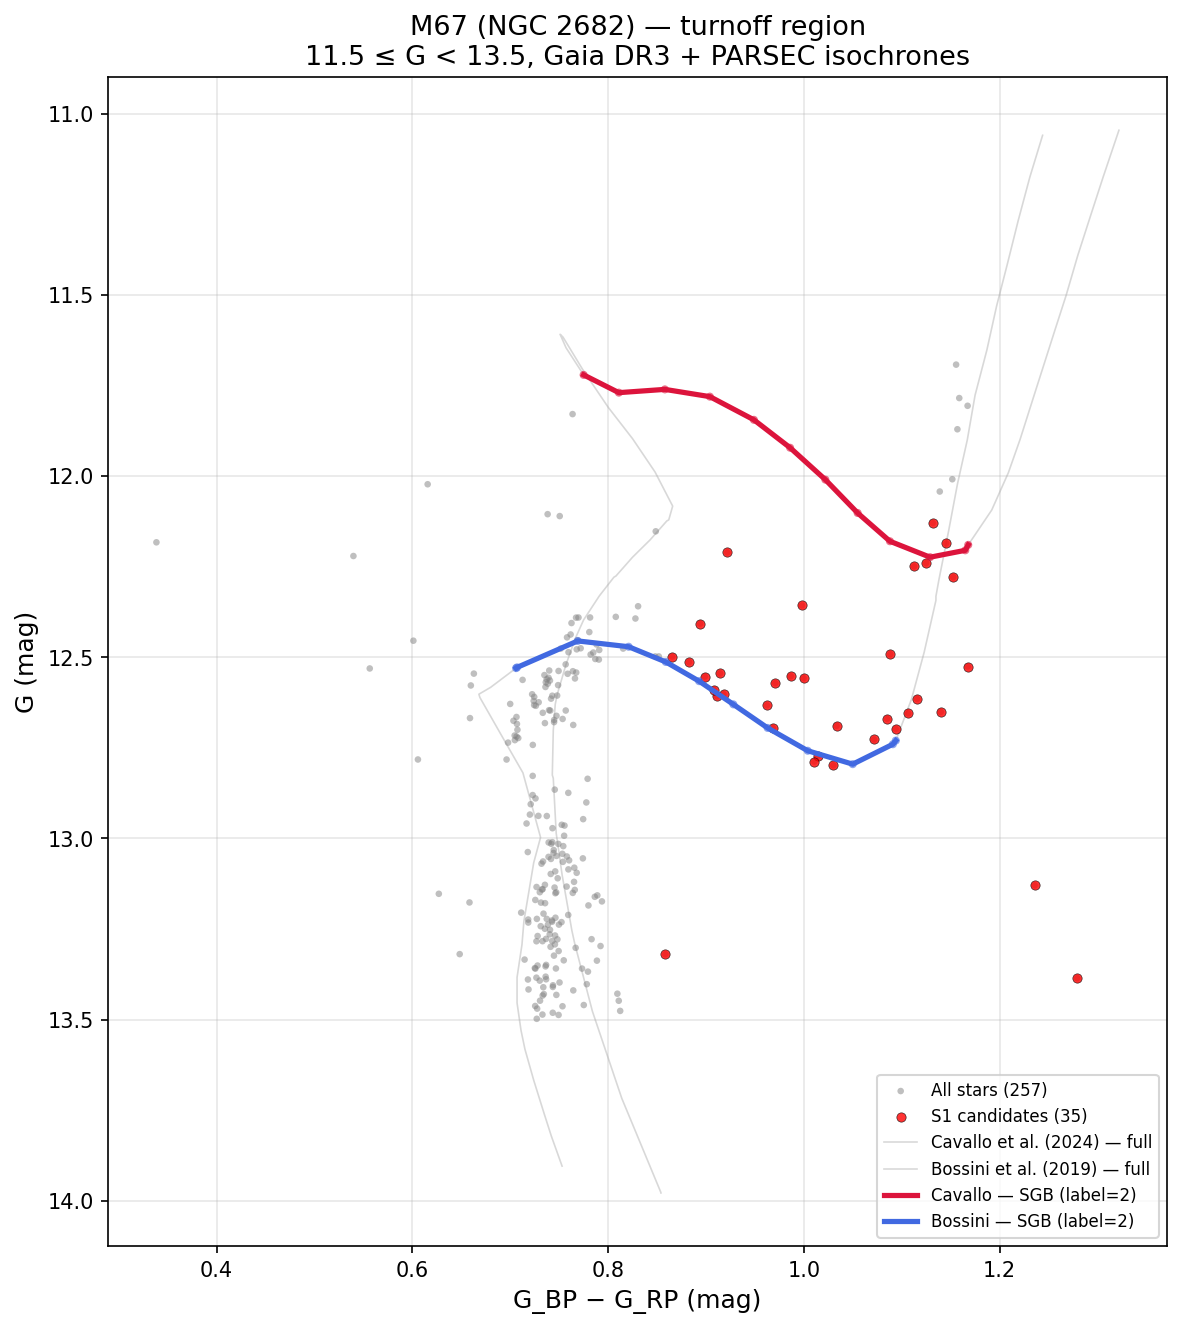 M67 (NGC 2682) — turnoff region
11.5 ≤ G < 13.5, Gaia DR3 + PARSEC isochrones
G (mag)
11.0
11.5
12.0
12.5
13.0
13.5
14.0
All stars (257)
S1 candidates (35)
Cavallo et al. (2024) — full
Bossini et al. (2019) — full
Cavallo — SGB (label=2)
Bossini — SGB (label=2)
0.4
0.6
0.8
1.0
1.2
G_BP − G_RP (mag)